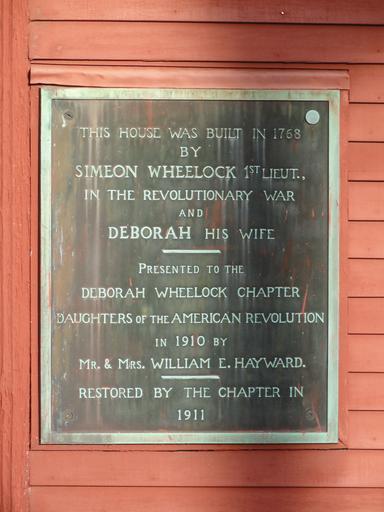 THIS HOUSE WAS BUILT IN 1768
BY
SIMEON WHEELOCK 1ST LIEUT.,
IN THE REVOLUTIONARY WAR
AND
DEBORAH HIS WIFE
PRESENTED TO THE
DEBORAH WHEELOCK CHAPTER
DAUGHTERS OF THE AMERICAN REVOLUTION
IN 1910 BY
MR. & MRS. WILLIAM E. HAYWARD.
RESTORED BY THE CHAPTER IN
1911